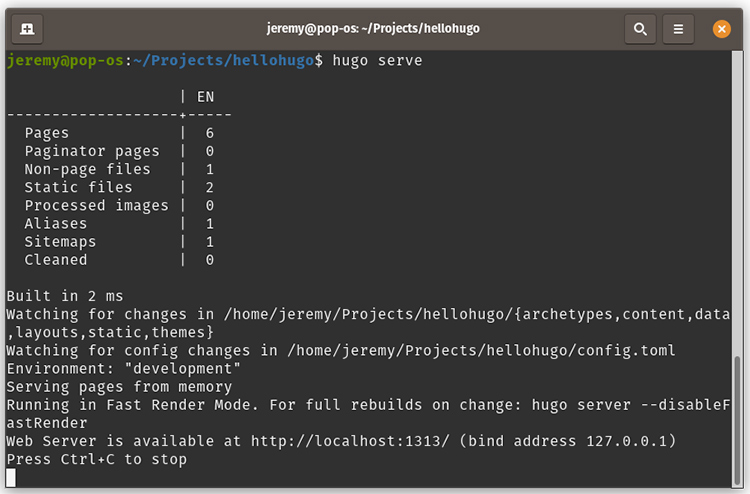 jeremy@pop-os: ~/Projects/hellohugo
jeremy@pop-os:~/Projects/hellohugo$ hugo serve
                   | EN
-------------------+-----
  Pages            |  6
  Paginator pages  |  0
  Non-page files   |  1
  Static files     |  2
  Processed images |  0
  Aliases          |  1
  Sitemaps         |  1
  Cleaned          |  0
Built in 2 ms
Watching for changes in /home/jeremy/Projects/hellohugo/{archetypes,content,data
,layouts,static,themes}
Watching for config changes in /home/jeremy/Projects/hellohugo/config.toml
Environment: "development"
Serving pages from memory
Running in Fast Render Mode. For full rebuilds on change: hugo server --disableF
astRender
Web Server is available at http://localhost:1313/ (bind address 127.0.0.1)
Press Ctrl+C to stop